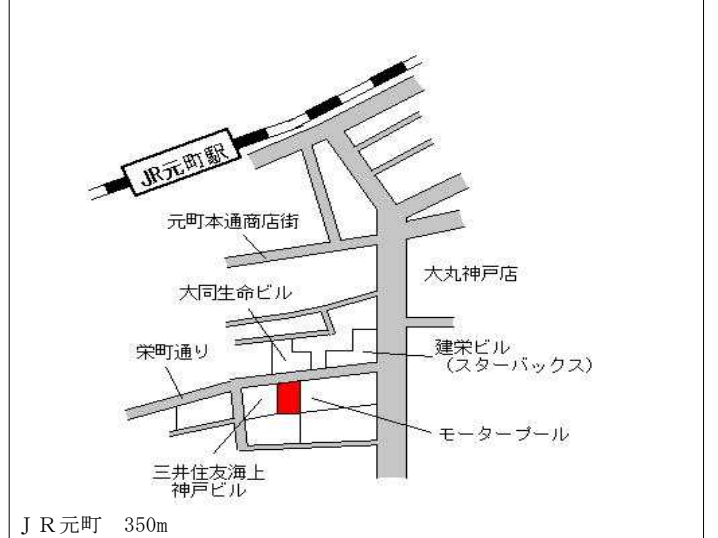 JR元町駅
元町本通商店街
大丸神戸店
大同生命ビル
栄町通り
建栄ビル
（スターバックス）
モータープール
三井住友海上
神戸ビル
ＪＲ元町　350m